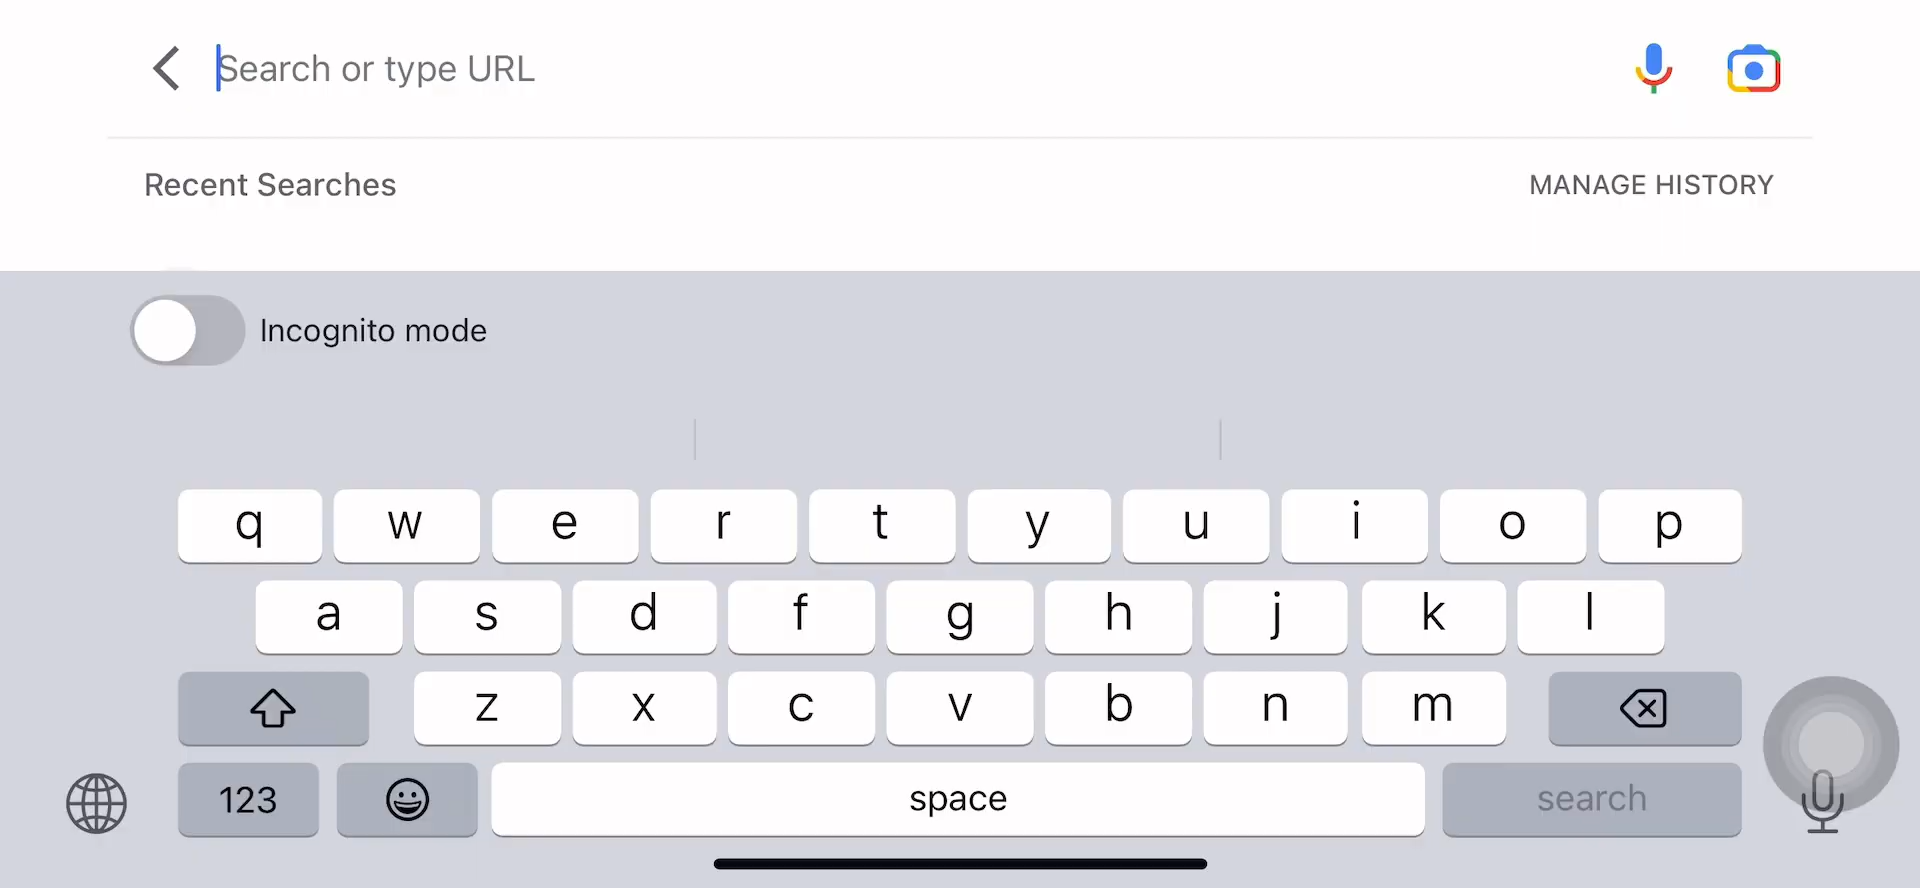 Search or type URL
Recent Searches MANAGE HISTORY
Incognito mode
q w e r t y u i o p
a s d f g h j k l
z x c v b n m
123 space search